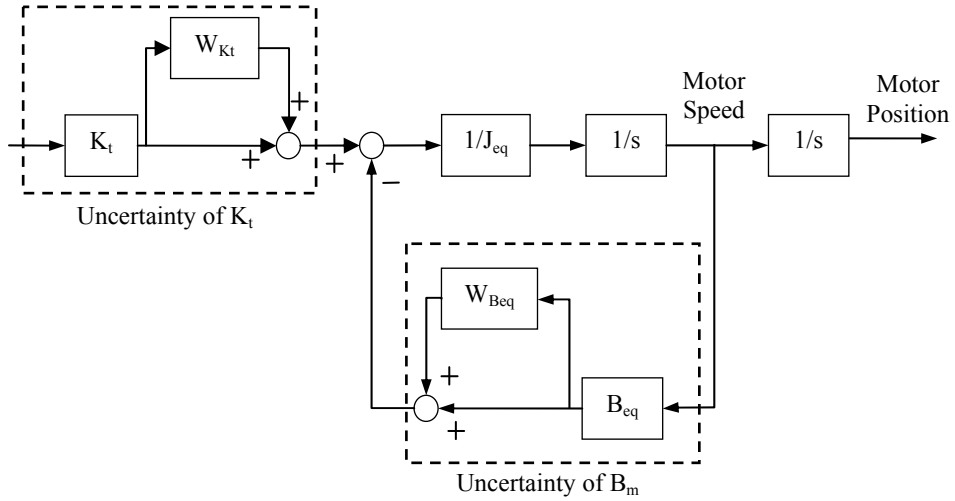 W_Kt
+
Motor
Speed
Motor
Position
K_t
+
+
1/J_eq
1/s
1/s
−
Uncertainty of K_t
W_Beq
+
B_eq
+
Uncertainty of B_m